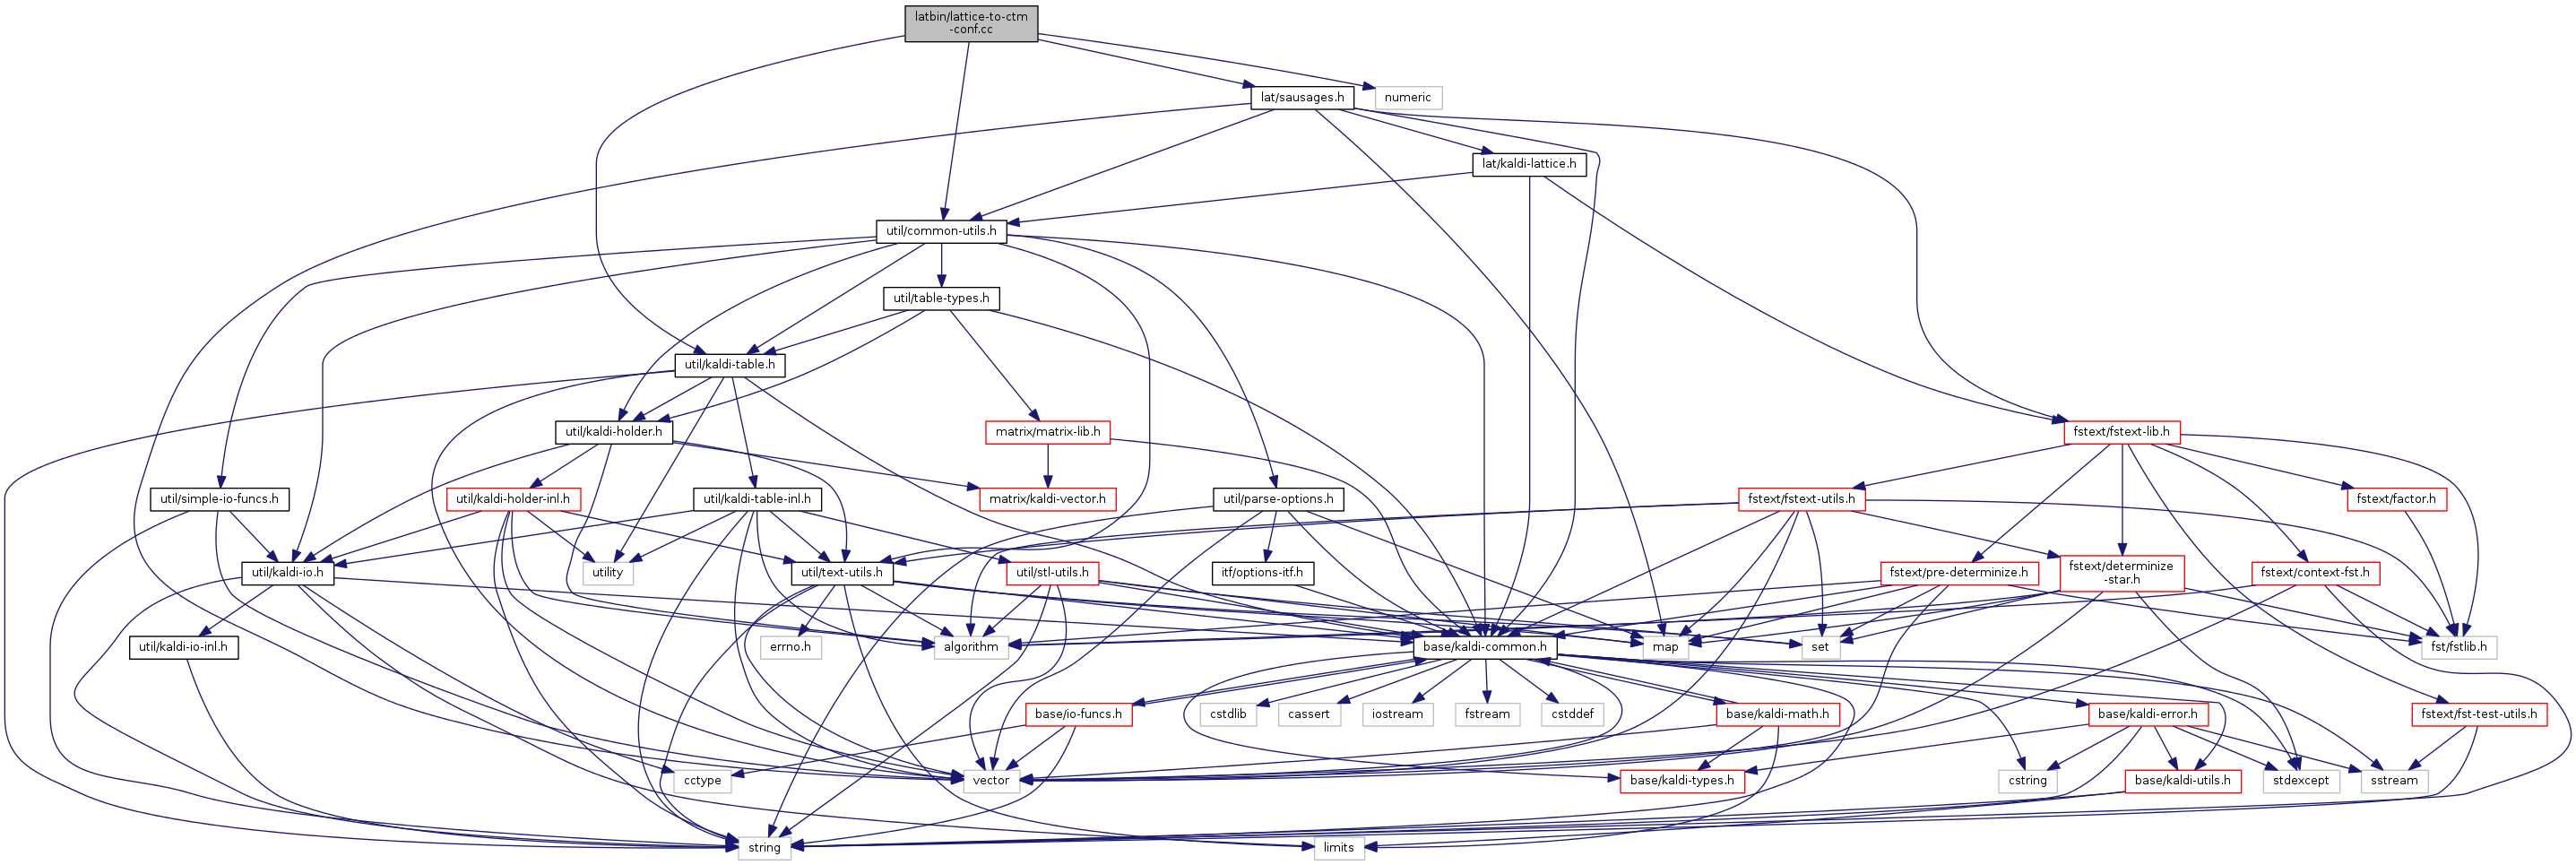 latbin/lattice-to-ctm
-conf.cc
lat/sausages.h
numeric
lat/kaldi-lattice.h
util/common-utils.h
util/table-types.h
util/kaldi-table.h
util/kaldi-holder.h
matrix/matrix-lib.h
fstext/fstext-lib.h
util/simple-io-funcs.h
util/kaldi-holder-inl.h
util/kaldi-table-inl.h
matrix/kaldi-vector.h
util/parse-options.h
fstext/fstext-utils.h
fstext/factor.h
util/kaldi-io.h
utility
util/text-utils.h
util/stl-utils.h
itf/options-itf.h
fstext/pre-determinize.h
fstext/determinize
-star.h
fstext/context-fst.h
util/kaldi-io-inl.h
errno.h
algorithm
base/kaldi-common.h
map
set
fst/fstlib.h
base/io-funcs.h
cstdlib
cassert
iostream
fstream
cstddef
base/kaldi-math.h
base/kaldi-error.h
fstext/fst-test-utils.h
cctype
vector
base/kaldi-types.h
cstring
base/kaldi-utils.h
stdexcept
sstream
string
limits